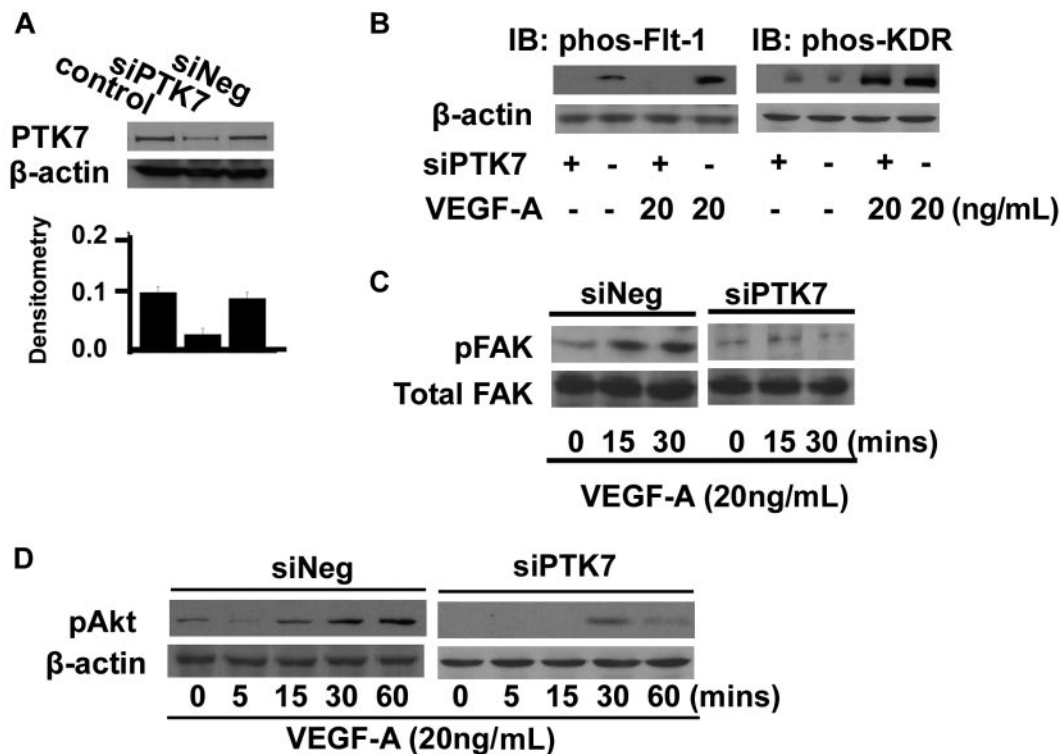 A
control siPTK7 siNeg
PTK7
β-actin
0.2
0.1
0.0
Densitometry
B
IB: phos-Flt-1 IB: phos-KDR
β-actin
siPTK7 + - + - + - + -
VEGF-A - - 20 20 - - 20 20 (ng/mL)
C
siNeg siPTK7
pFAK
Total FAK
0 15 30 0 15 30 (mins)
VEGF-A (20ng/mL)
D
siNeg siPTK7
pAkt
β-actin
0 5 15 30 60 0 5 15 30 60 (mins)
VEGF-A (20ng/mL)